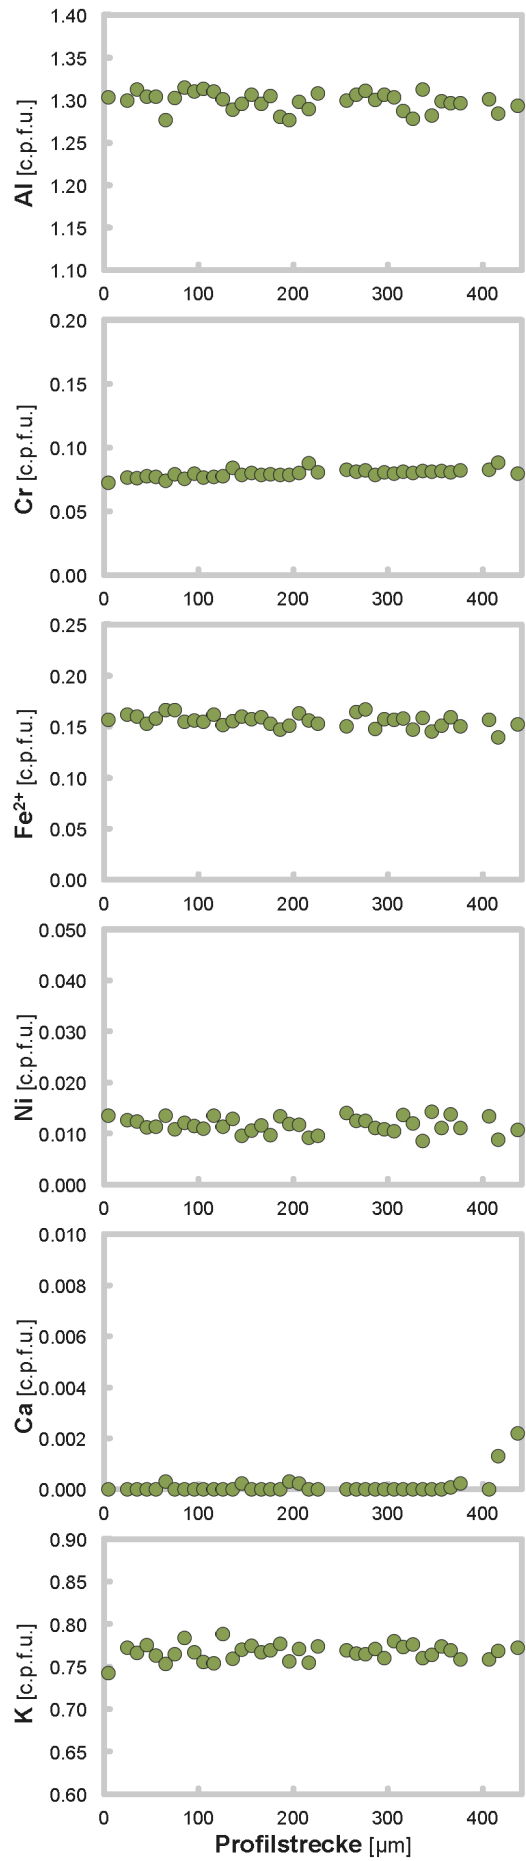 1.40
1.35
1.30
1.25
1.20
1.15
1.10
Al [c.p.f.u.]
0 100 200 300 400
0.20
0.15
0.10
0.05
0.00
Cr [c.p.f.u.]
0 100 200 300 400
0.25
0.20
0.15
0.10
0.05
0.00
Fe²⁺ [c.p.f.u.]
0 100 200 300 400
0.050
0.040
0.030
0.020
0.010
0.000
Ni [c.p.f.u.]
0 100 200 300 400
0.010
0.008
0.006
0.004
0.002
0.000
Ca [c.p.f.u.]
0 100 200 300 400
0.90
0.85
0.80
0.75
0.70
0.65
0.60
K [c.p.f.u.]
0 100 200 300 400
Profilstrecke [µm]